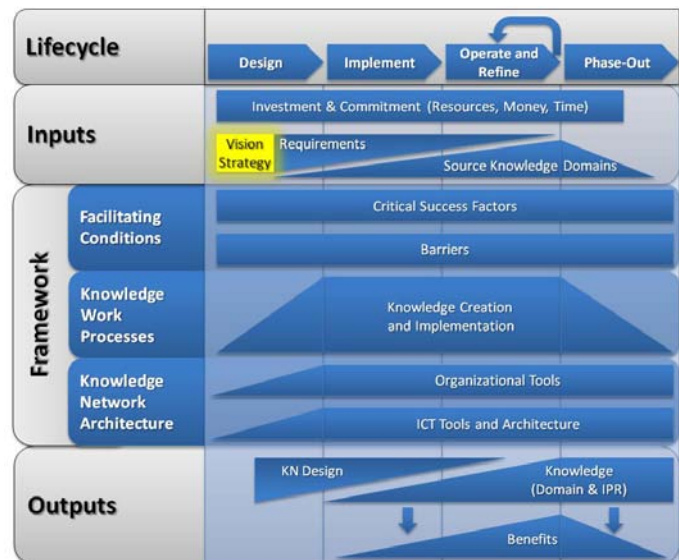 Lifecycle
Design
Implement
Operate and
Refine
Phase-Out
Inputs
Investment & Commitment (Resources, Money, Time)
Vision
Strategy
Requirements
Source Knowledge Domains
Framework
Facilitating
Conditions
Critical Success Factors
Barriers
Knowledge
Work
Processes
Knowledge Creation
and Implementation
Knowledge
Network
Architecture
Organizational Tools
ICT Tools and Architecture
Outputs
KN Design
Knowledge
(Domain & IPR)
Benefits